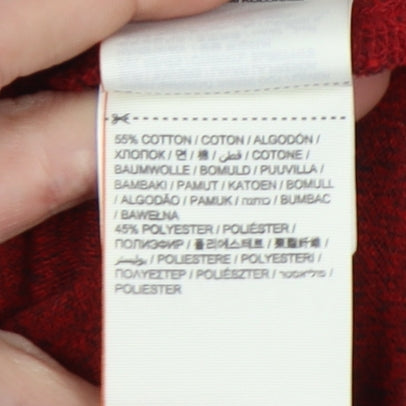 55% COTTON / COTON / ALGODÓN /
ХЛОПОК / 면 / 棉 / قطن / COTONE /
BAUMWOLLE / BOMULD / PUUVILLA /
BAMBAKI / PAMUT / KATOEN / BOMULL
/ ALGODÃO / PAMUK / כותנה / BUMBAC
/ BAWEŁNA
45% POLYESTER / POLIÉSTER /
ПОЛИЭФИР / 폴리에스테르 / 聚酯纤维 /
بوليستر / POLIESTERE / POLYESTERI /
ΠΟΛΥΕΣΤΕΡ / POLIÉSZTER / פוליאסטר /
POLIESTER